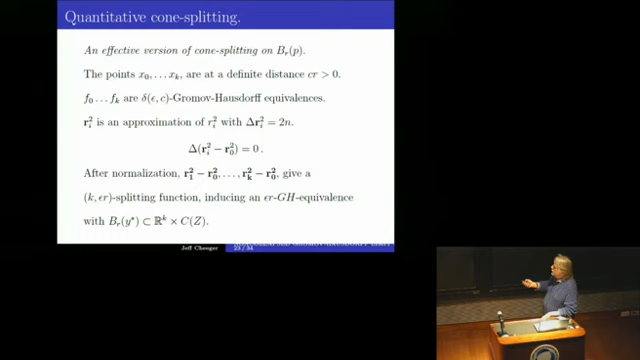 Quantitative cone-splitting.
An effective version of cone-splitting on B_r(p).
The points x_0, … x_k, are at a definite distance cr > 0.
f_0 … f_k are δ(ϵ, c)-Gromov-Hausdorff equivalences.
r_i^2 is an approximation of r_i^2 with Δr_i^2 = 2n.
Δ(r_i^2 − r_0^2) = 0 .
After normalization, r_1^2 − r_0^2, …, r_k^2 − r_0^2, give a
(k, ϵr)-splitting function, inducing an ϵr-GH-equivalence
with B_r(y*) ⊂ ℝ^k × C(Z).
Jeff Cheeger
23 / 34